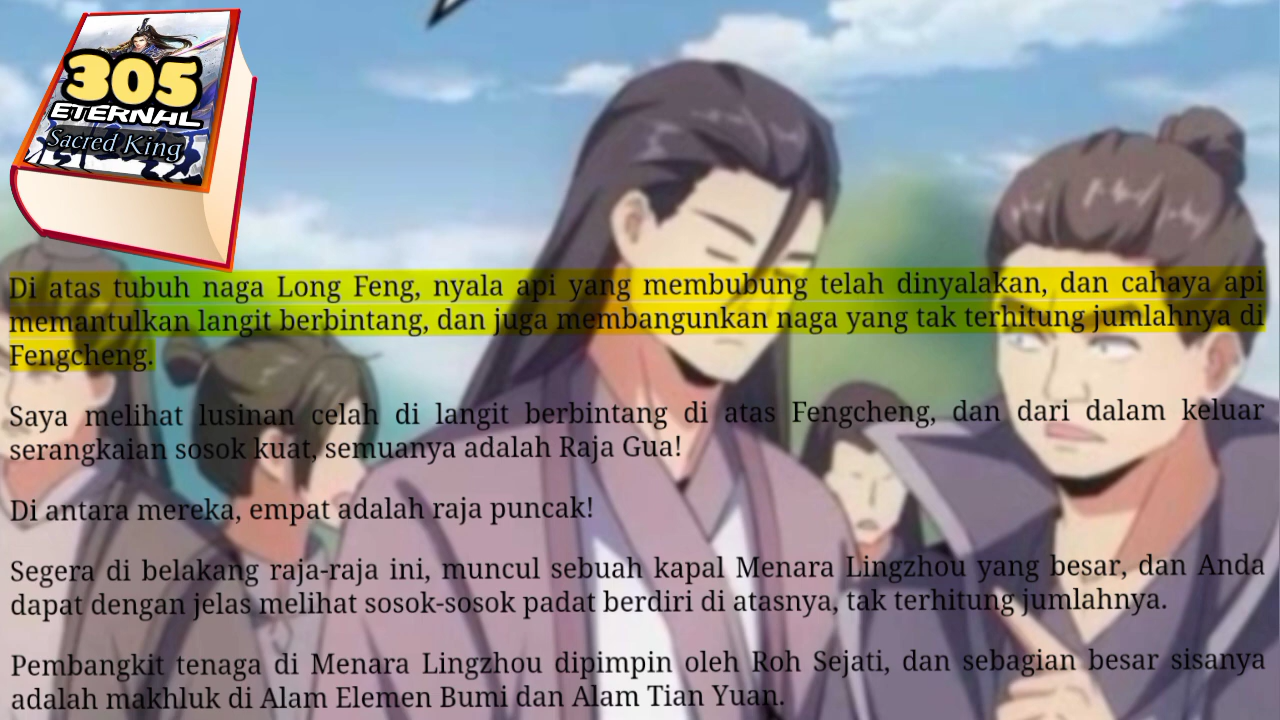 305
ETERNAL
Sacred King
Di atas tubuh naga Long Feng, nyala api yang membubung telah dinyalakan, dan cahaya api
memantulkan langit berbintang, dan juga membangunkan naga yang tak terhitung jumlahnya di
Fengcheng.
Saya melihat lusinan celah di langit berbintang di atas Fengcheng, dan dari dalam keluar
serangkaian sosok kuat, semuanya adalah Raja Gua!
Di antara mereka, empat adalah raja puncak!
Segera di belakang raja-raja ini, muncul sebuah kapal Menara Lingzhou yang besar, dan Anda
dapat dengan jelas melihat sosok-sosok padat berdiri di atasnya, tak terhitung jumlahnya.
Pembangkit tenaga di Menara Lingzhou dipimpin oleh Roh Sejati, dan sebagian besar sisanya
adalah makhluk di Alam Elemen Bumi dan Alam Tian Yuan.